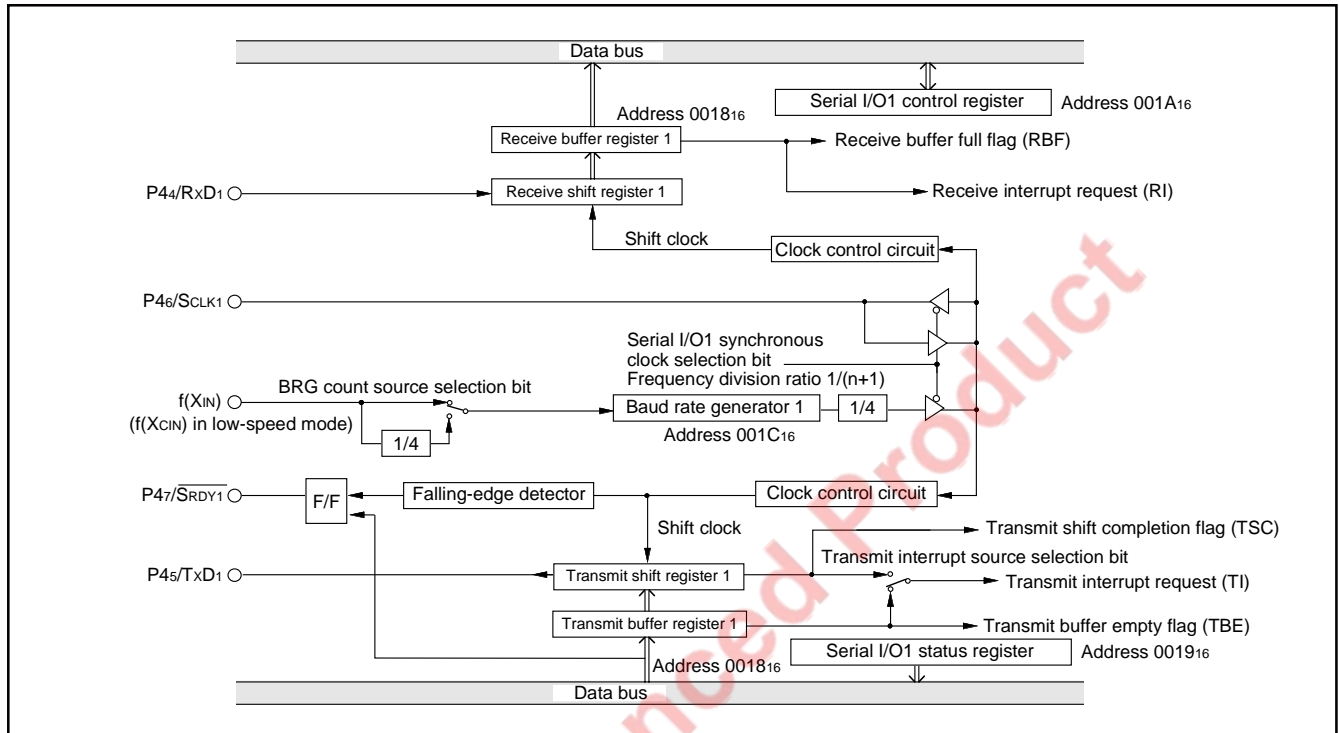 Data bus
Serial I/O1 control register Address 001A16
Address 001816
Receive buffer register 1
Receive buffer full flag (RBF)
P44/RxD1
Receive shift register 1
Receive interrupt request (RI)
Shift clock
Clock control circuit
P46/SCLK1
Serial I/O1 synchronous
clock selection bit
BRG count source selection bit
Frequency division ratio 1/(n+1)
f(XIN)
Baud rate generator 1
1/4
(f(XCIN) in low-speed mode)
1/4
Address 001C16
P47/S̅R̅D̅Y̅1̅
F/F
Falling-edge detector
Clock control circuit
Shift clock
Transmit shift completion flag (TSC)
Transmit interrupt source selection bit
P45/TxD1
Transmit shift register 1
Transmit interrupt request (TI)
Transmit buffer register 1
Transmit buffer empty flag (TBE)
Address 001816
Serial I/O1 status register Address 001916
Data bus
nced Product